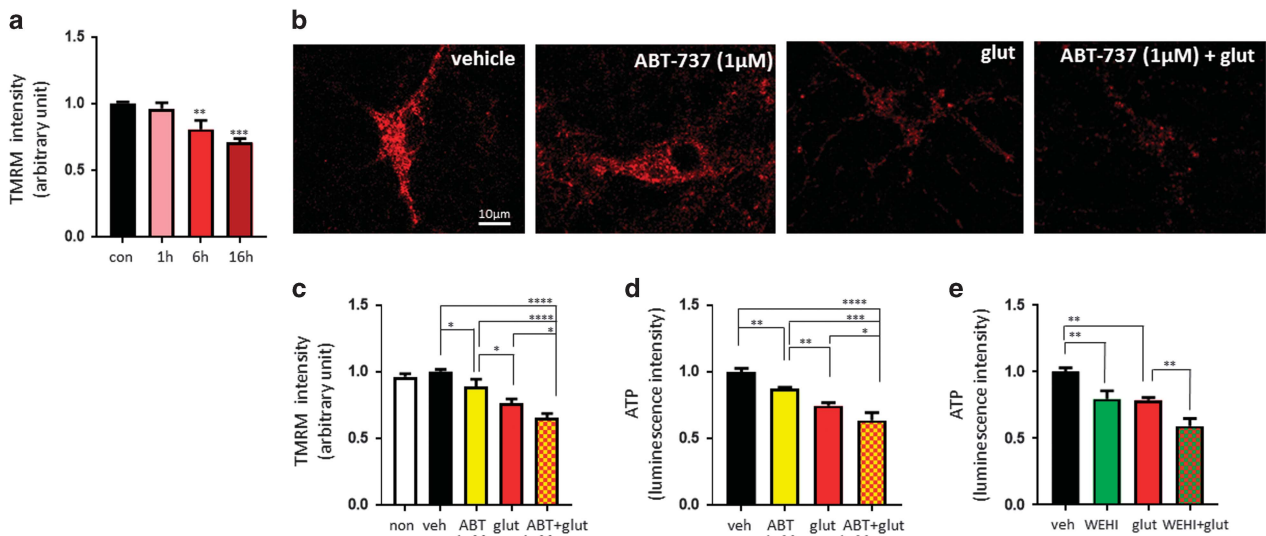 a
1.5
1.0
0.5
0.0
TMRM intensity
(arbitrary unit)
**
***
con 1h 6h 16h
b
vehicle
10µm
ABT-737 (1µM)
glut
ABT-737 (1µM) + glut
c
1.5
1.0
0.5
0.0
TMRM intensity
(arbitrary unit)
****
****
*
*
*
non veh ABT glut ABT+glut
d
1.5
1.0
0.5
0.0
ATP
(luminescence intensity)
****
***
**
*
**
veh ABT glut ABT+glut
e
1.5
1.0
0.5
0.0
ATP
(luminescence intensity)
**
**
**
veh WEHI glut WEHI+glut